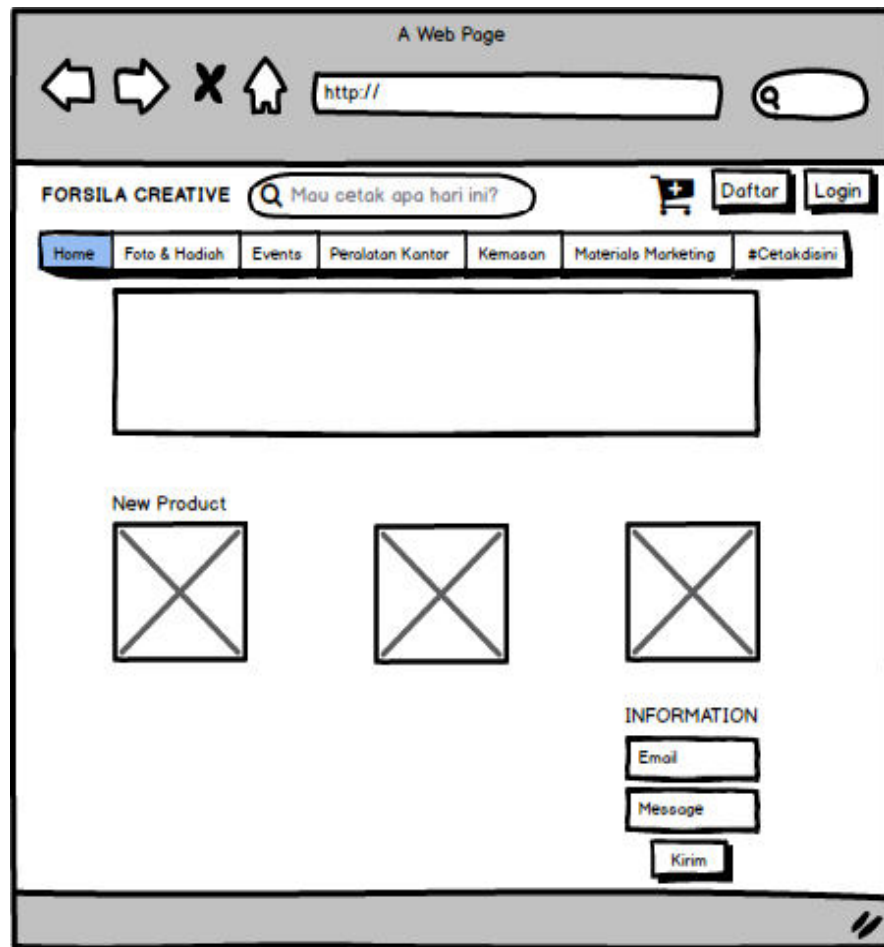 A Web Page
http://
FORSILA CREATIVE Mau cetak apa hari ini? Daftar Login
Home Foto & Hadiah Events Peralatan Kantor Kemasan Materials Marketing #Cetakdisini
New Product
INFORMATION
Email
Message
Kirim